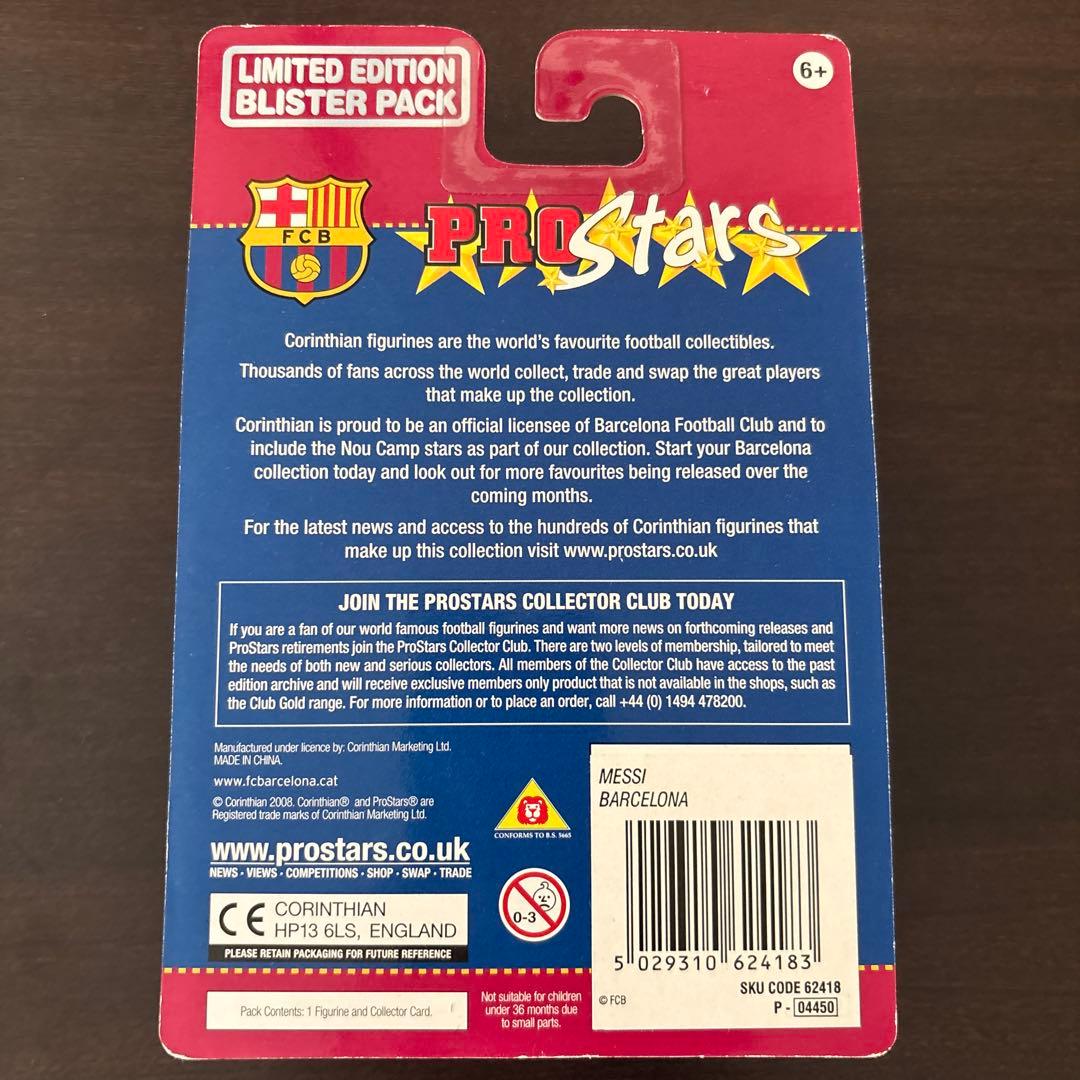 LIMITED EDITION
BLISTER PACK
6+
FCB
PROStars
Corinthian figurines are the world's favourite football collectibles.
Thousands of fans across the world collect, trade and swap the great players
that make up the collection.
Corinthian is proud to be an official licensee of Barcelona Football Club and to
include the Nou Camp stars as part of our collection. Start your Barcelona
collection today and look out for more favourites being released over the
coming months.
For the latest news and access to the hundreds of Corinthian figurines that
make up this collection visit www.prostars.co.uk
JOIN THE PROSTARS COLLECTOR CLUB TODAY
If you are a fan of our world famous football figurines and want more news on forthcoming releases and
ProStars retirements join the ProStars Collector Club. There are two levels of membership, tailored to meet
the needs of both new and serious collectors. All members of the Collector Club have access to the past
edition archive and will receive exclusive members only product that is not available in the shops, such as
the Club Gold range. For more information or to place an order, call +44 (0) 1494 478200.
Manufactured under licence by: Corinthian Marketing Ltd.
MADE IN CHINA.
www.fcbarcelona.cat
© Corinthian 2008. Corinthian® and ProStars® are
Registered trade marks of Corinthian Marketing Ltd.
www.prostars.co.uk
NEWS · VIEWS · COMPETITIONS · SHOP · SWAP · TRADE
CE CORINTHIAN
HP13 6LS, ENGLAND
PLEASE RETAIN PACKAGING FOR FUTURE REFERENCE
Pack Contents: 1 Figurine and Collector Card.
CONFORMS TO B.S. 5665
0-3
Not suitable for children
under 36 months due
to small parts.
MESSI
BARCELONA
5 029310 624183
SKU CODE 62418
P - 04450
© FCB